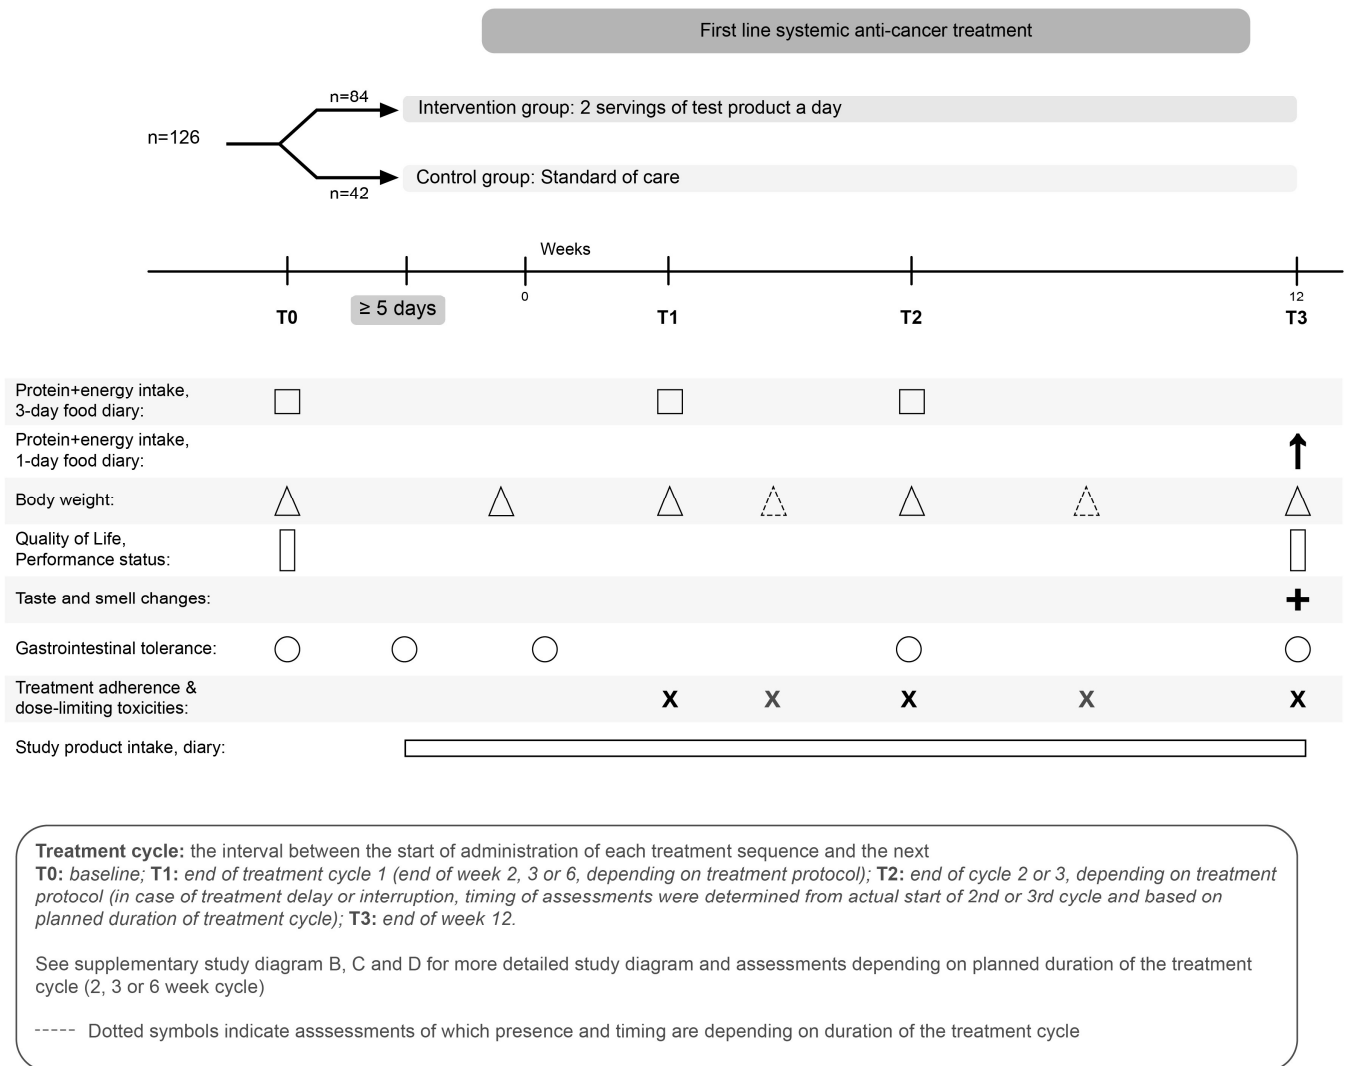 First line systemic anti-cancer treatment
n=84
Intervention group: 2 servings of test product a day
n=126
Control group: Standard of care
n=42
Weeks
0
12
≥ 5 days
T0
T1
T2
T3
Protein+energy intake,
3-day food diary:
Protein+energy intake,
1-day food diary:
Body weight:
Quality of Life,
Performance status:
Taste and smell changes:
Gastrointestinal tolerance:
Treatment adherence &
dose-limiting toxicities:
X X X X X
Study product intake, diary:
Treatment cycle: the interval between the start of administration of each treatment sequence and the next
T0: baseline; T1: end of treatment cycle 1 (end of week 2, 3 or 6, depending on treatment protocol); T2: end of cycle 2 or 3, depending on treatment
protocol (in case of treatment delay or interruption, timing of assessments were determined from actual start of 2nd or 3rd cycle and based on
planned duration of treatment cycle); T3: end of week 12.
See supplementary study diagram B, C and D for more detailed study diagram and assessments depending on planned duration of the treatment
cycle (2, 3 or 6 week cycle)
----- Dotted symbols indicate asssessments of which presence and timing are depending on duration of the treatment cycle